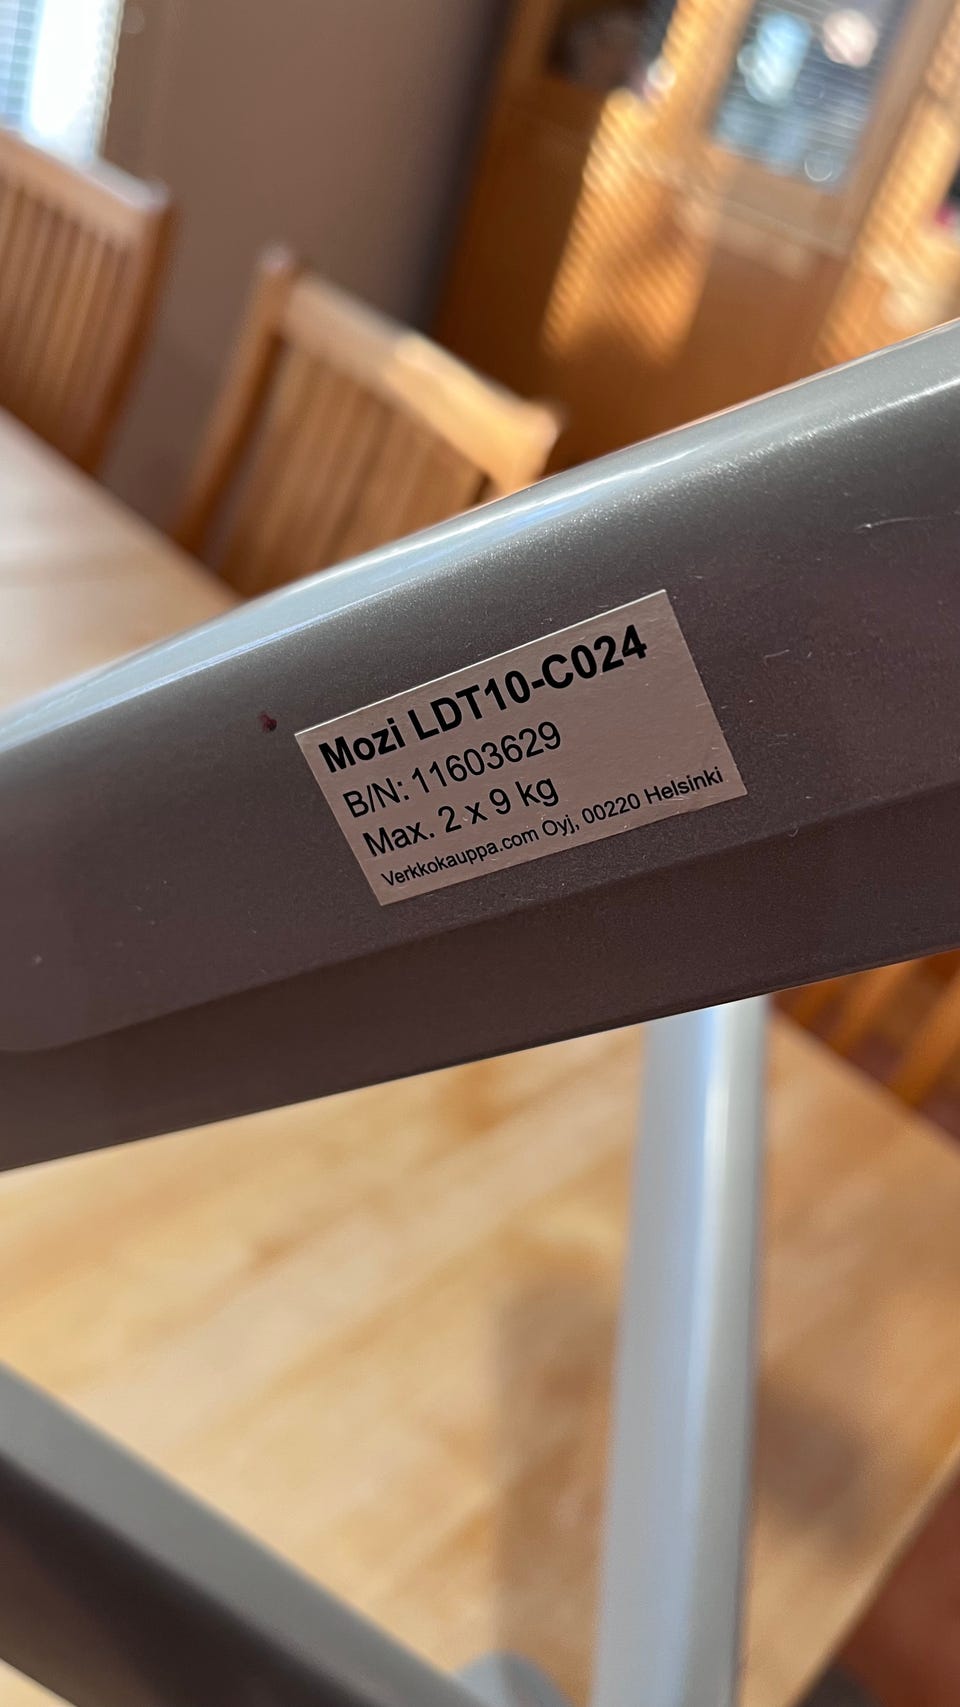 Mozi LDT10-C024
B/N: 11603629
Max. 2 x 9 kg
Verkkokauppa.com Oyj, 00220 Helsinki